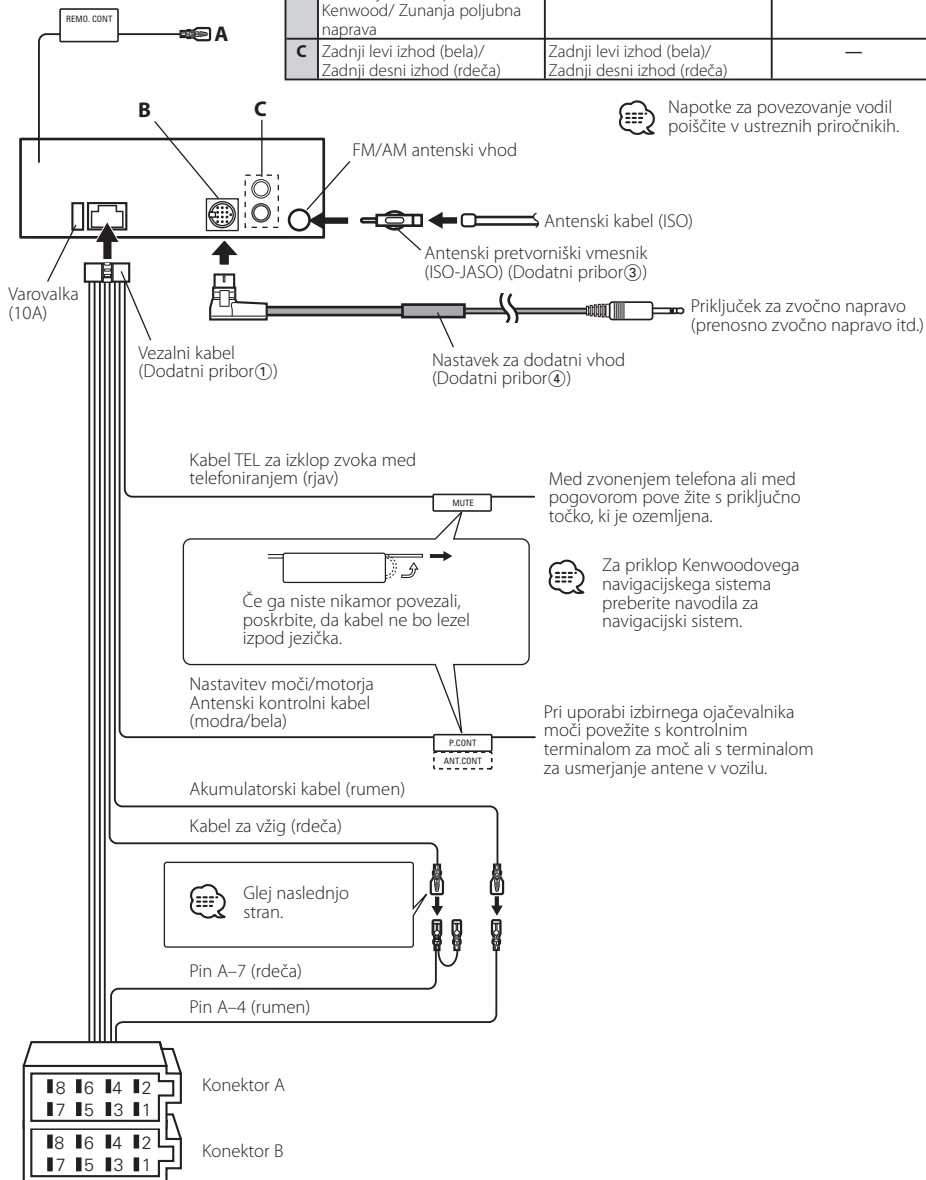 Kenwood/ Zunanja poljubna
naprava
C Zadnji levi izhod (bela)/ Zadnji levi izhod (bela)/ —
Zadnji desni izhod (rdeča) Zadnji desni izhod (rdeča)
REMO. CONT
A
B
C
Napotke za povezovanje vodil
poiščite v ustreznih priročnikih.
FM/AM antenski vhod
Antenski kabel (ISO)
Antenski pretvorniški vmesnik
(ISO-JASO) (Dodatni pribor③)
Varovalka
(10A)
Priključek za zvočno napravo
(prenosno zvočno napravo itd.)
Vezalni kabel
(Dodatni pribor①)
Nastavek za dodatni vhod
(Dodatni pribor④)
Kabel TEL za izklop zvoka med
telefoniranjem (rjav)
MUTE
Med zvonenjem telefona ali med
pogovorom pove žite s priključno
točko, ki je ozemljena.
Če ga niste nikamor povezali,
poskrbite, da kabel ne bo lezel
izpod jezička.
Za priklop Kenwoodovega
navigacijskega sistema
preberite navodila za
navigacijski sistem.
Nastavitev moči/motorja
Antenski kontrolni kabel
(modra/bela)
P.CONT
ANT.CONT
Pri uporabi izbirnega ojačevalnika
moči povežite s kontrolnim
terminalom za moč ali s terminalom
za usmerjanje antene v vozilu.
Akumulatorski kabel (rumen)
Kabel za vžig (rdeča)
Glej naslednjo
stran.
Pin A–7 (rdeča)
Pin A–4 (rumen)
8 6 4 2
7 5 3 1
Konektor A
8 6 4 2
7 5 3 1
Konektor B